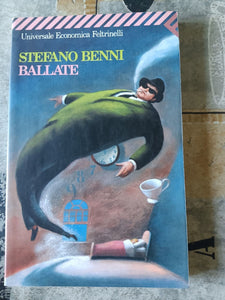 Universale Economica Feltrinelli
STEFANO BENNI
BALLATE